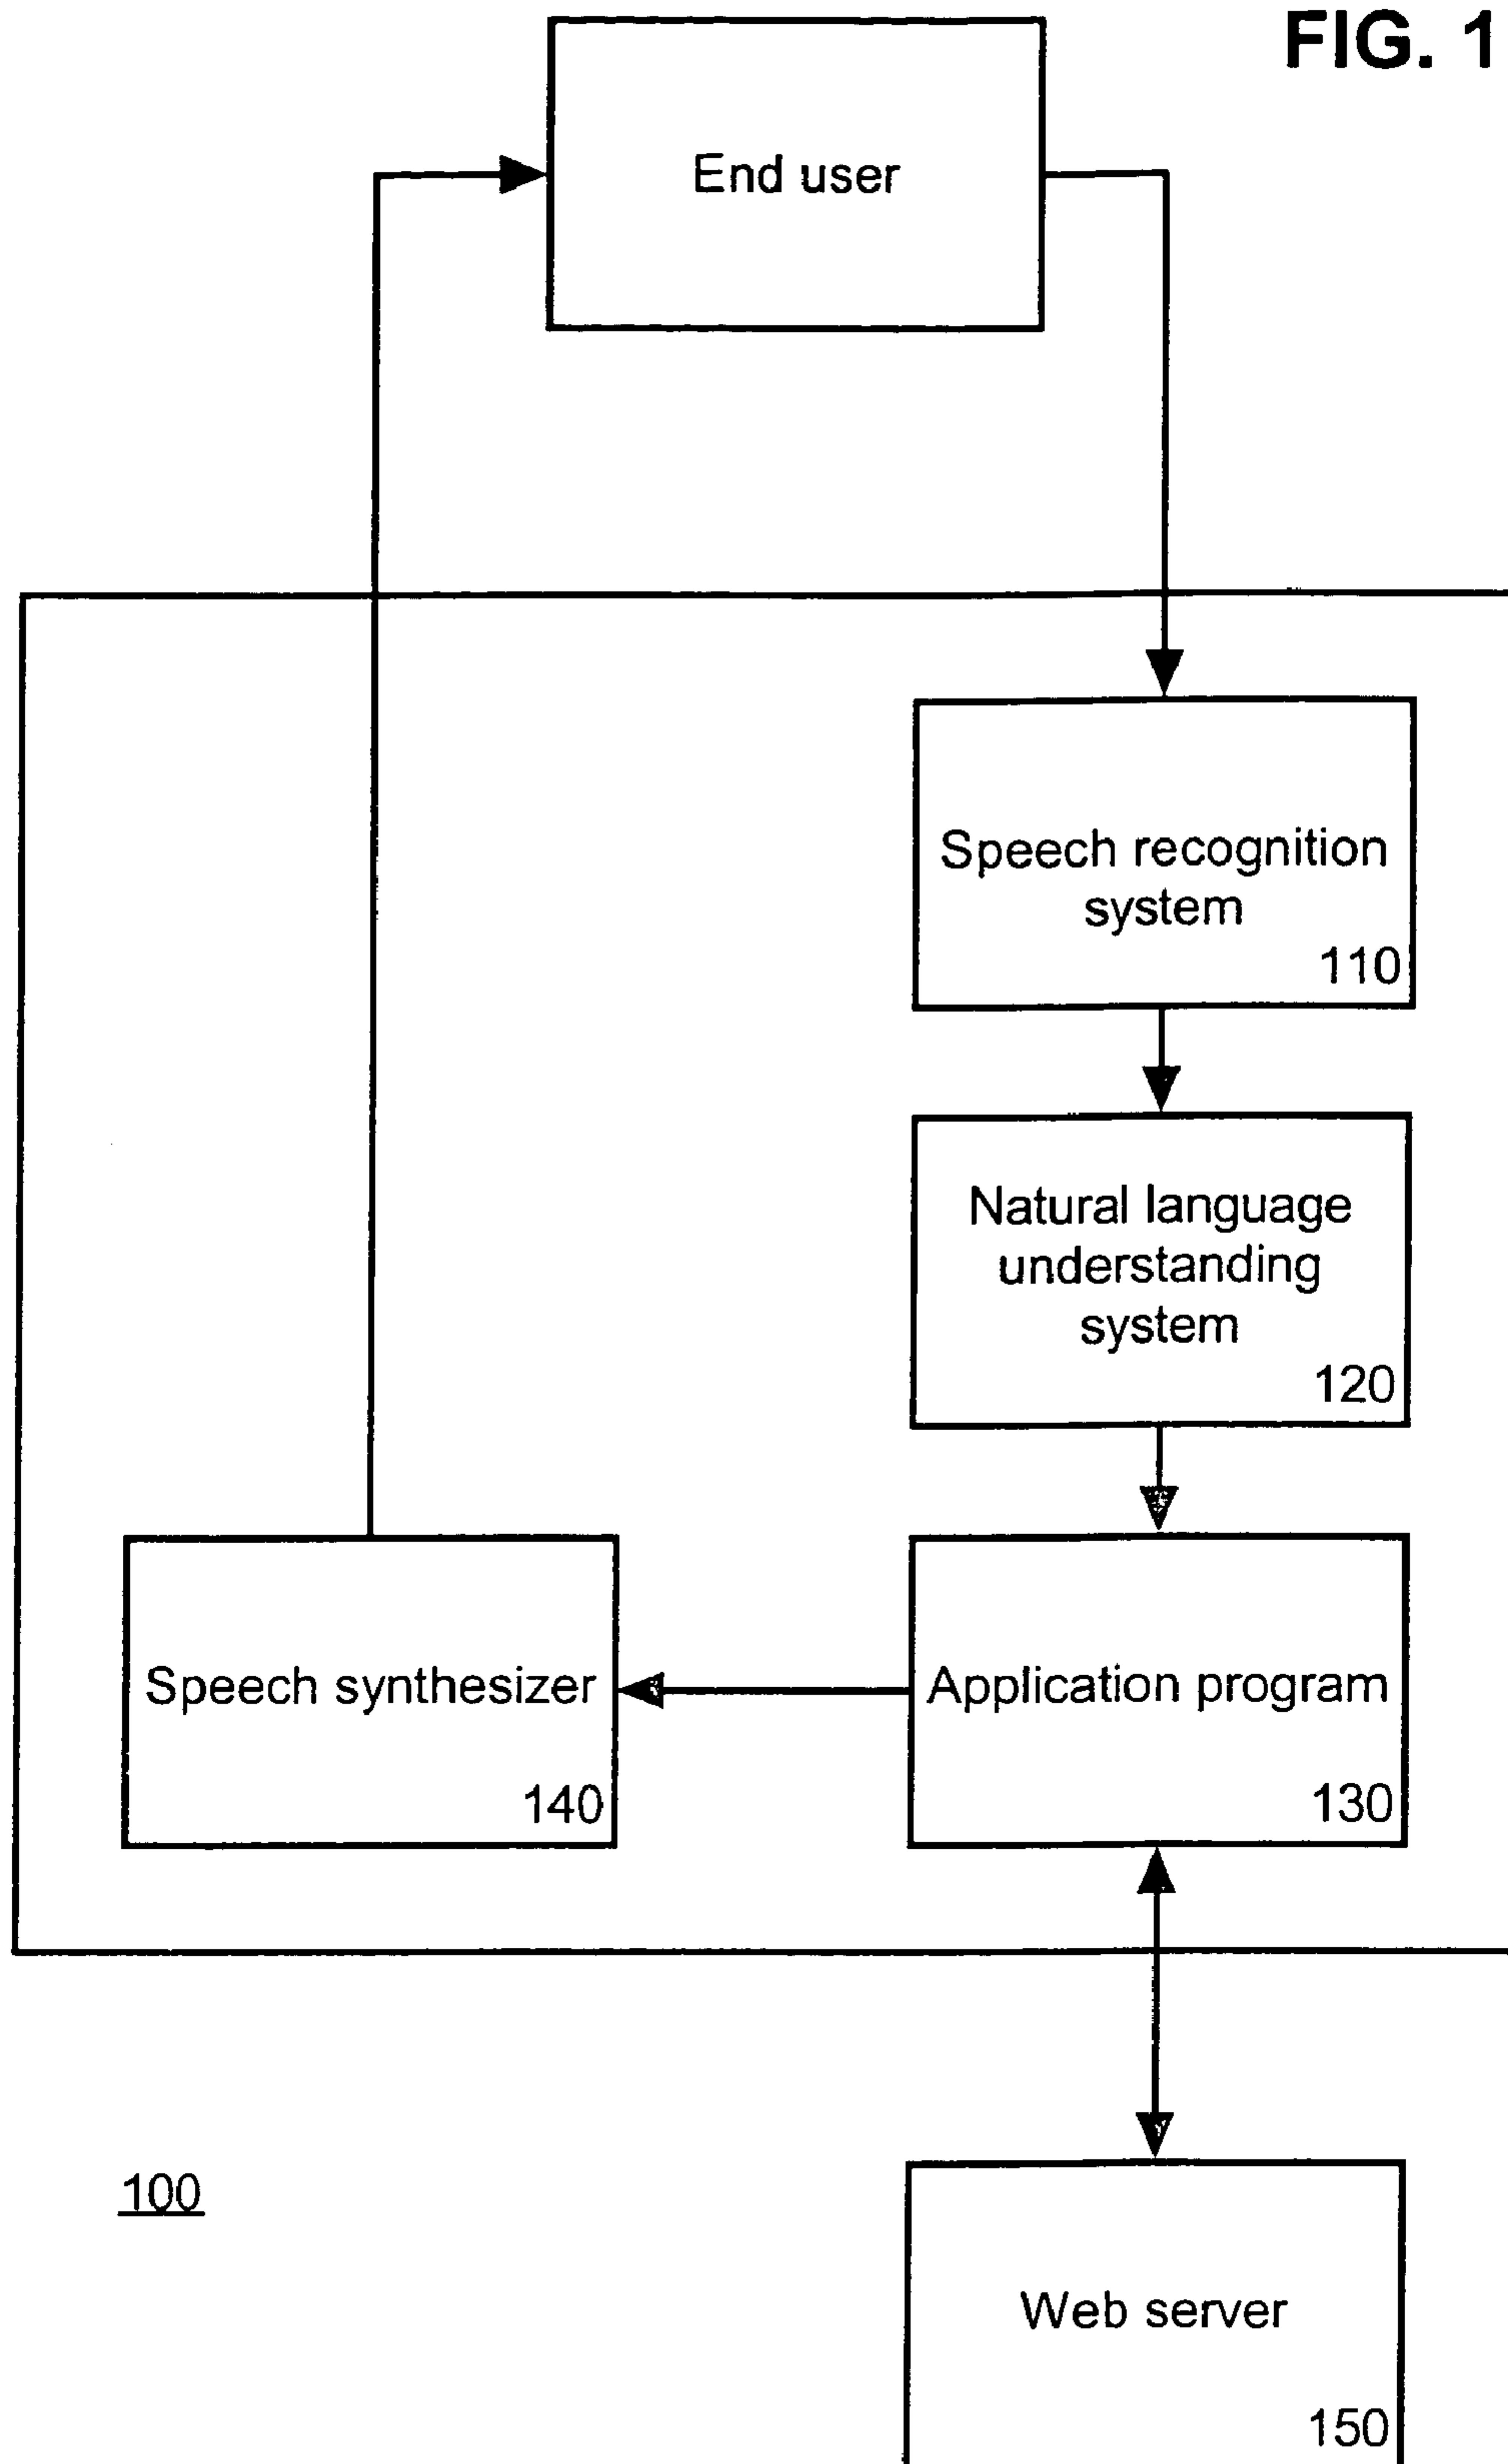 FIG. 1
End user
Speech recognition
system
110
Natural language
understanding
system
120
Speech synthesizer
140
Application program
130
100
Web server
150